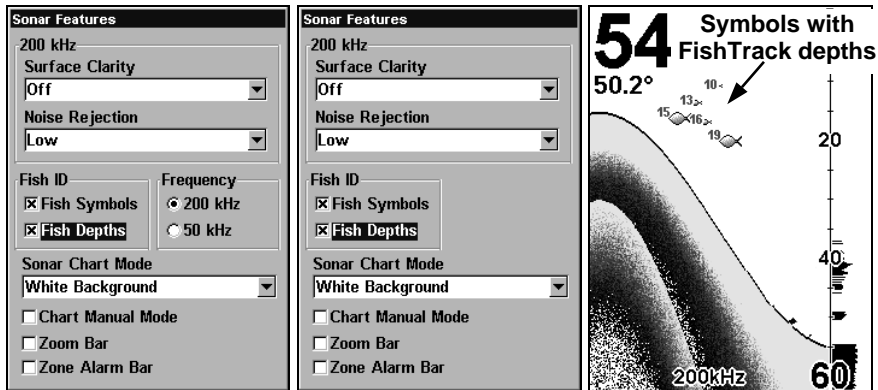 Sonar Features
200 kHz
Surface Clarity
Off
Noise Rejection
Low
Fish ID
Frequency
Fish Symbols
200 kHz
Fish Depths
50 kHz
Sonar Chart Mode
White Background
Chart Manual Mode
Zoom Bar
Zone Alarm Bar
Sonar Features
200 kHz
Surface Clarity
Off
Noise Rejection
Low
Fish ID
Fish Symbols
Fish Depths
Sonar Chart Mode
White Background
Chart Manual Mode
Zoom Bar
Zone Alarm Bar
54
Symbols with
FishTrack depths
50.2°
10
13
15
16
19
20
40
200kHz
60